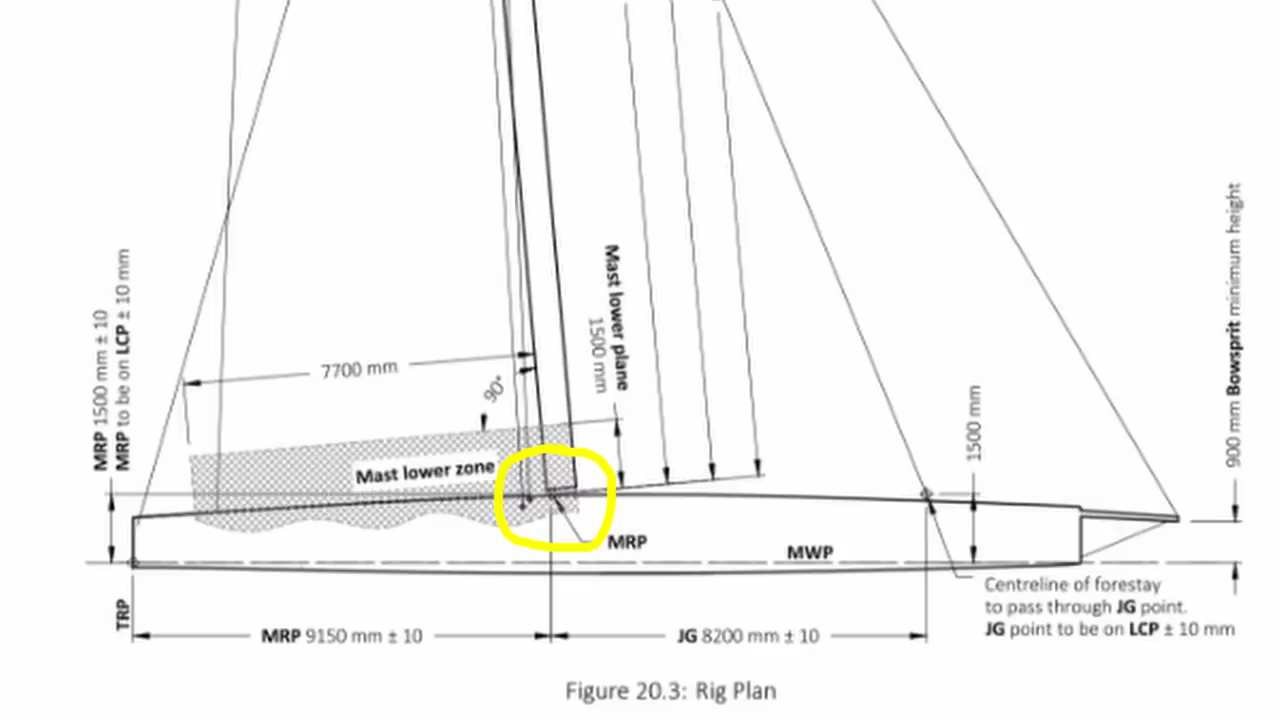 MRP 1500 mm ± 10
MRP to be on LCP ± 10 mm
7700 mm
90°
Mast lower plane
1500 mm
1500 mm
900 mm Bowsprit minimum height
Mast lower zone
MRP
MWP
Centreline of forestay
to pass through JG point.
JG point to be on LCP ± 10 mm
TRP
MRP 9150 mm ± 10
JG 8200 mm ± 10
Figure 20.3: Rig Plan